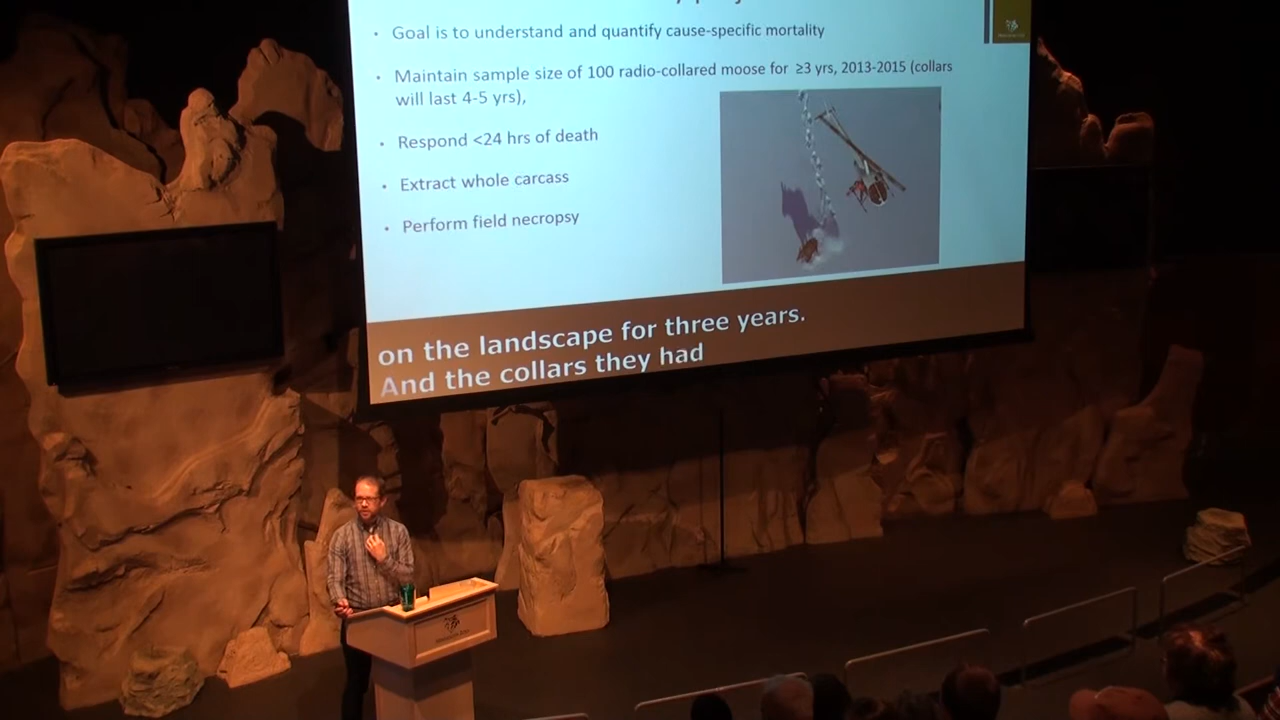 • Goal is to understand and quantify cause-specific mortality
• Maintain sample size of 100 radio-collared moose for ≥3 yrs, 2013-2015 (collars
will last 4-5 yrs),
• Respond <24 hrs of death
• Extract whole carcass
• Perform field necropsy
on the landscape for three years.
And the collars they had